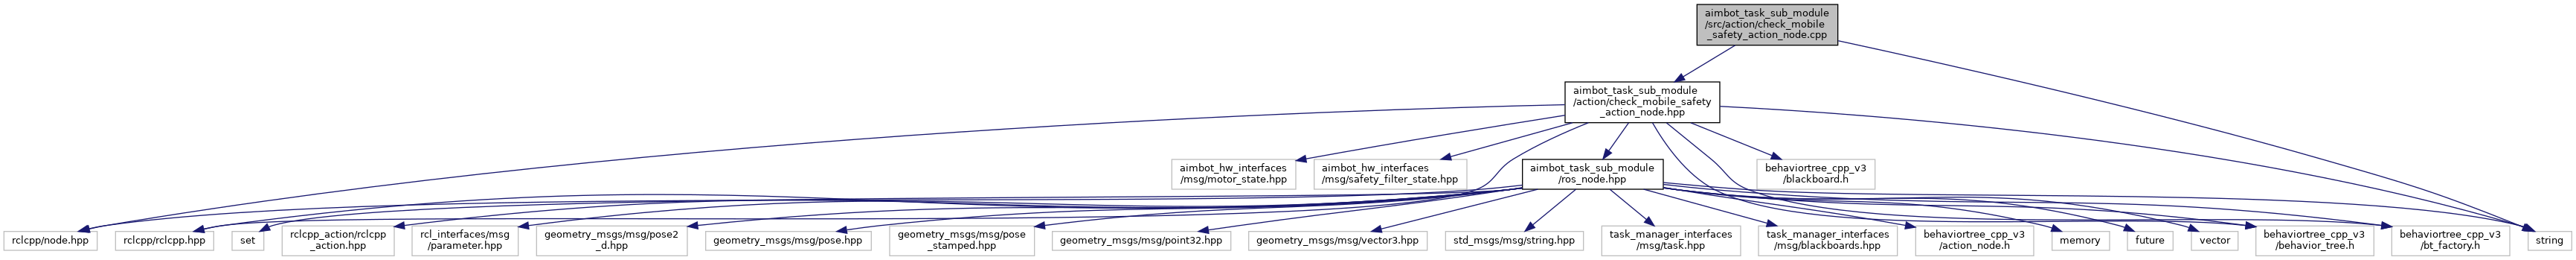 aimbot_task_sub_module
/src/action/check_mobile
_safety_action_node.cpp
aimbot_task_sub_module
/action/check_mobile_safety
_action_node.hpp
aimbot_hw_interfaces
/msg/motor_state.hpp
aimbot_hw_interfaces
/msg/safety_filter_state.hpp
aimbot_task_sub_module
/ros_node.hpp
behaviortree_cpp_v3
/blackboard.h
rclcpp/node.hpp
rclcpp/rclcpp.hpp
set
rclcpp_action/rclcpp
_action.hpp
rcl_interfaces/msg
/parameter.hpp
geometry_msgs/msg/pose2
_d.hpp
geometry_msgs/msg/pose.hpp
geometry_msgs/msg/pose
_stamped.hpp
geometry_msgs/msg/point32.hpp
geometry_msgs/msg/vector3.hpp
std_msgs/msg/string.hpp
task_manager_interfaces
/msg/task.hpp
task_manager_interfaces
/msg/blackboards.hpp
behaviortree_cpp_v3
/action_node.h
memory
future
vector
behaviortree_cpp_v3
/behavior_tree.h
behaviortree_cpp_v3
/bt_factory.h
string